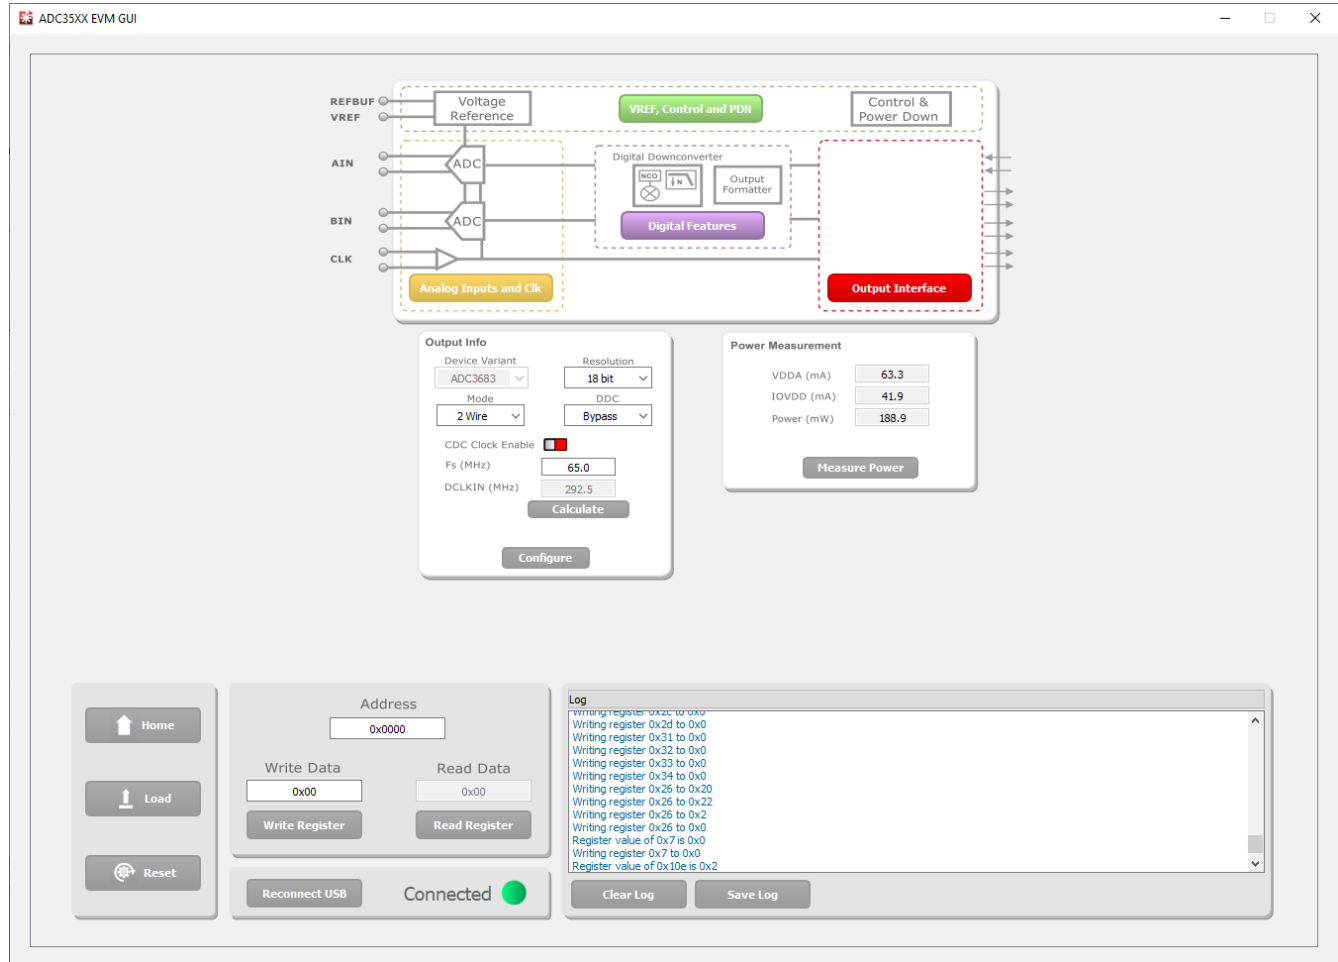 ADC35XX EVM GUI
REFBUF
VREF
Voltage
Reference
VREF, Control and PDN
Control &
Power Down
AIN
ADC
Digital Downconverter
NCO
N
Output
Formatter
BIN
ADC
Digital Features
CLK
Analog Inputs and Clk
Output Interface
Output Info
Device Variant
Resolution
ADC3683
18 bit
Mode
DDC
2 Wire
Bypass
CDC Clock Enable
Fs (MHz)
65.0
DCLKIN (MHz)
292.5
Calculate
Configure
Power Measurement
VDDA (mA)
63.3
IOVDD (mA)
41.9
Power (mW)
188.9
Measure Power
Home
Load
Reset
Address
0x0000
Write Data
Read Data
0x00
0x00
Write Register
Read Register
Reconnect USB
Connected
Log
Writing register 0x2c to 0x0
Writing register 0x2d to 0x0
Writing register 0x31 to 0x0
Writing register 0x32 to 0x0
Writing register 0x33 to 0x0
Writing register 0x34 to 0x0
Writing register 0x26 to 0x20
Writing register 0x26 to 0x22
Writing register 0x26 to 0x2
Writing register 0x26 to 0x0
Register value of 0x7 is 0x0
Writing register 0x7 to 0x0
Register value of 0x10e is 0x2
Clear Log
Save Log